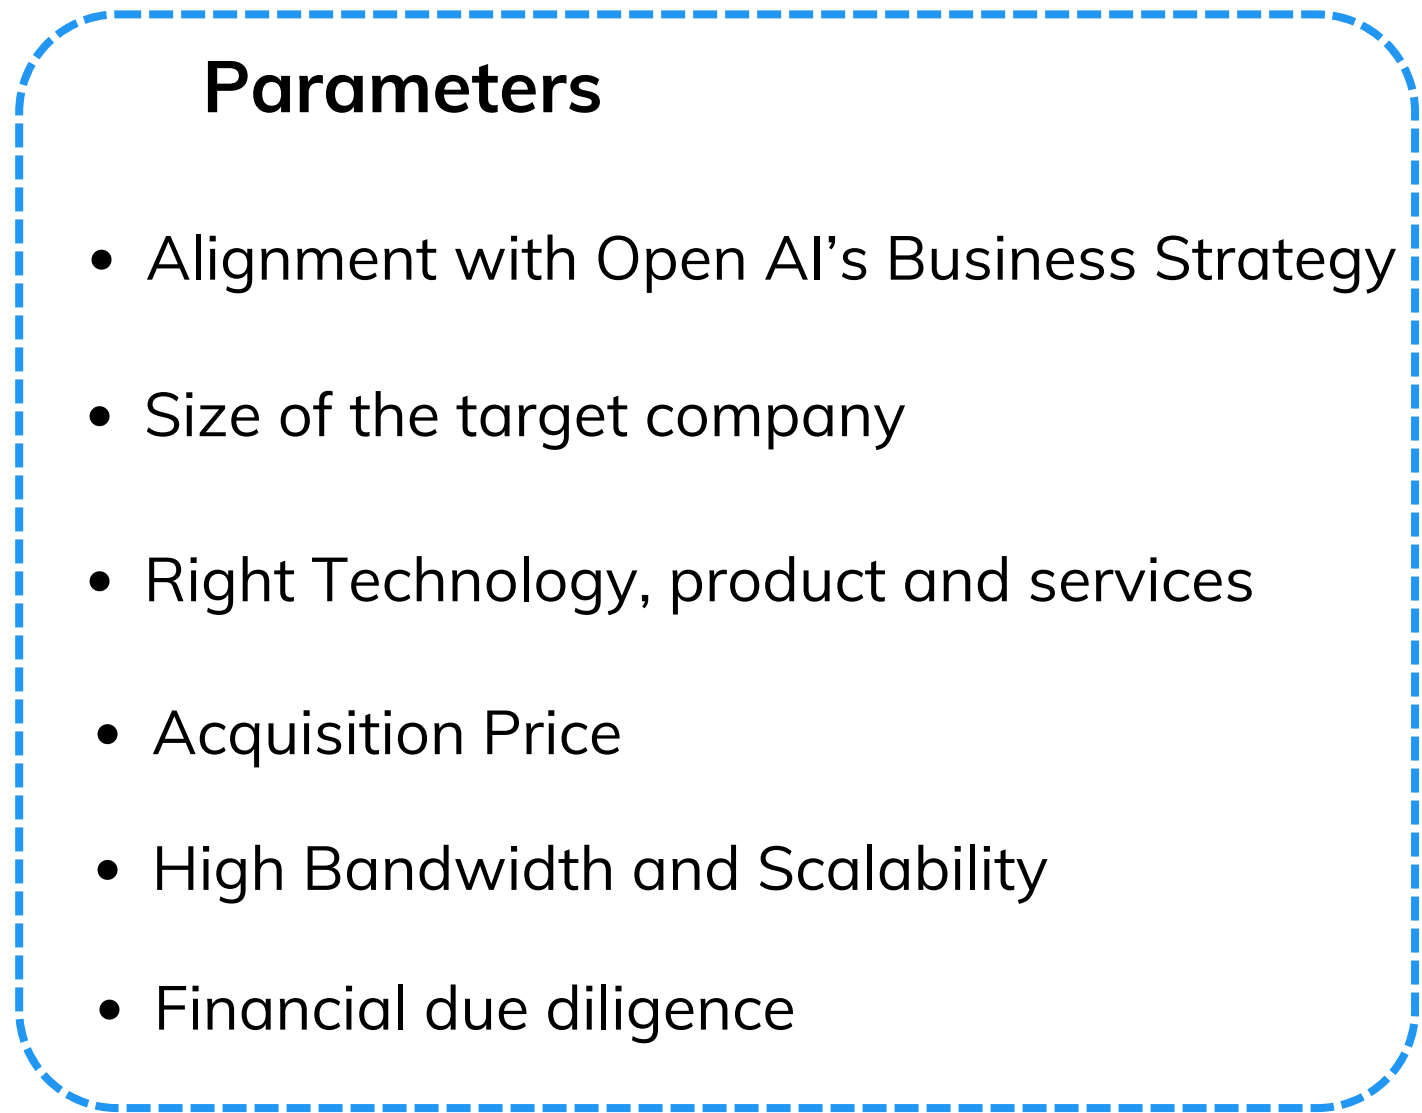 Parameters
• Alignment with Open AI’s Business Strategy
• Size of the target company
• Right Technology, product and services
• Acquisition Price
• High Bandwidth and Scalability
• Financial due diligence